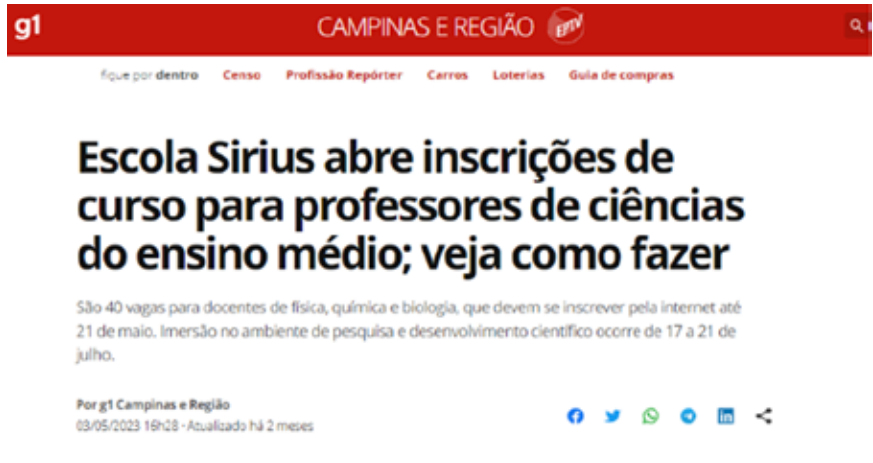 g1 CAMPINAS E REGIÃO EPTV
fique por dentro Censo Profissão Repórter Carros Loterias Guia de compras
Escola Sirius abre inscrições de
curso para professores de ciências
do ensino médio; veja como fazer
São 40 vagas para docentes de física, química e biologia, que devem se inscrever pela internet até
21 de maio. Imersão no ambiente de pesquisa e desenvolvimento científico ocorre de 17 a 21 de
julho.
Por g1 Campinas e Região
03/05/2023 16h28 - Atualizado há 2 meses